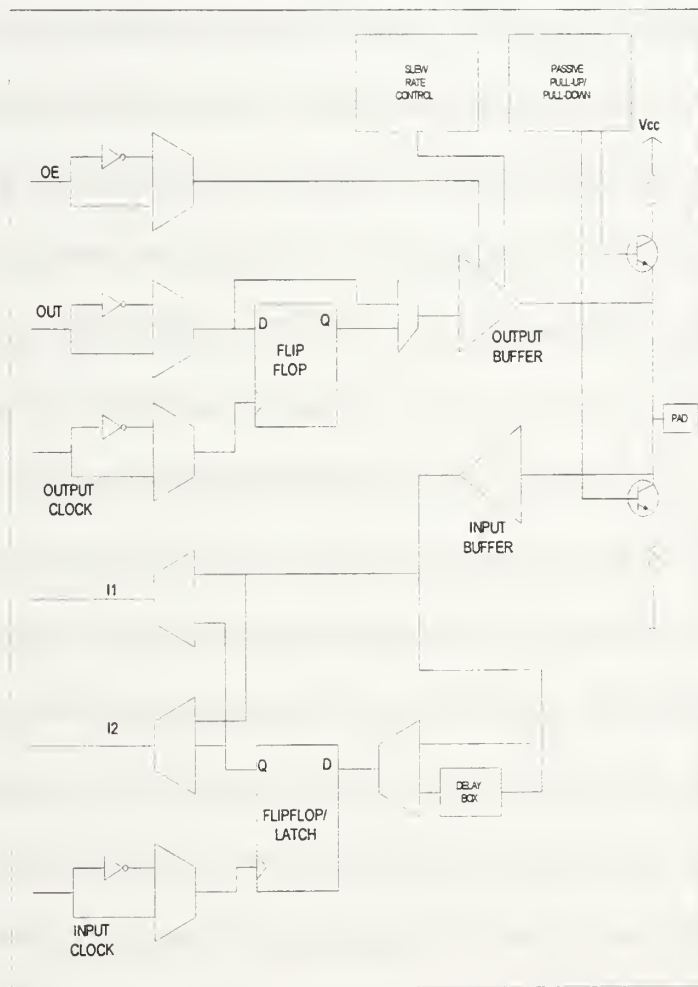 SLEW
RATE
CONTROL
PASSIVE
PULL-UP/
PULL-DOWN
Vcc
OE
OUT
D
Q
FLIP
FLOP
OUTPUT
BUFFER
PAD
OUTPUT
CLOCK
INPUT
BUFFER
I1
I2
Q
D
DELAY
BOX
FLIPFLOP/
LATCH
INPUT
CLOCK